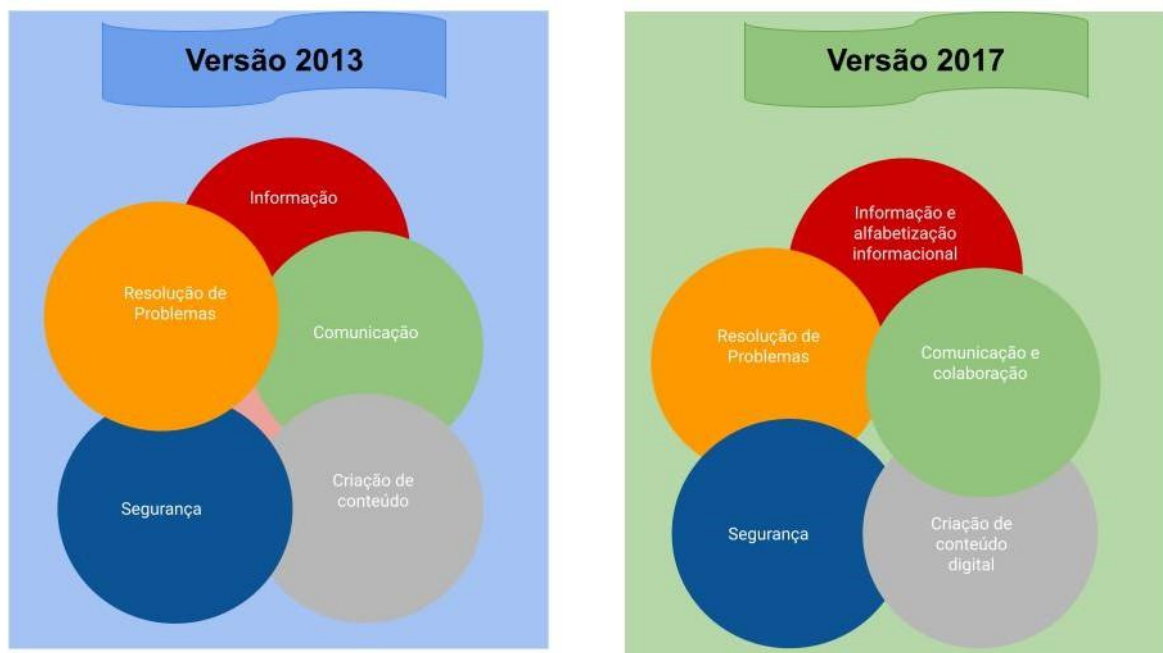 Versão 2013
Informação
Resolução de
Problemas
Comunicação
Criação de
conteúdo
Segurança
Versão 2017
Informação e
alfabetização
informacional
Resolução de
Problemas
Comunicação e
colaboração
Segurança
Criação de
conteúdo
digital